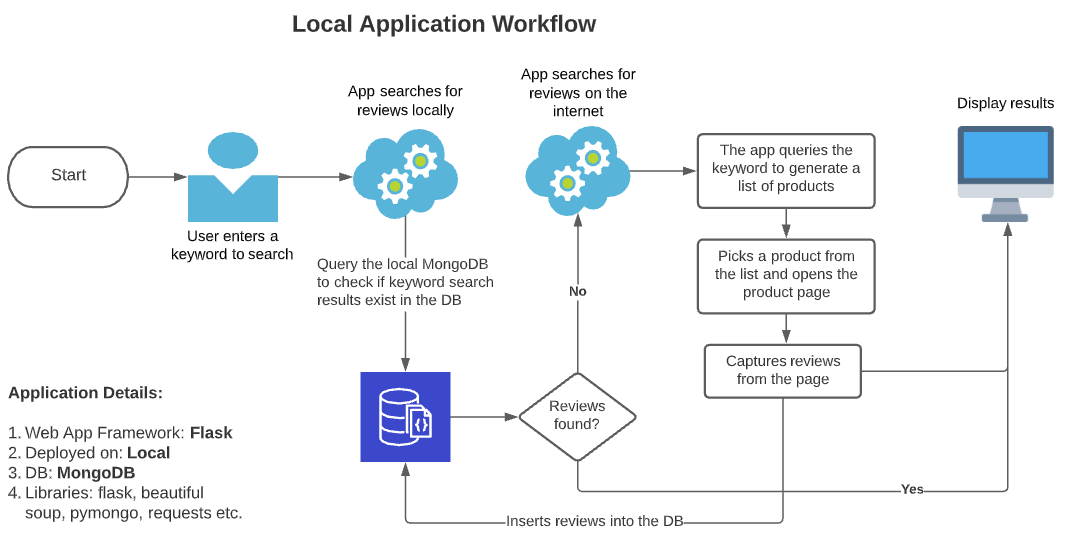 Local Application Workflow
Start
User enters a
keyword to search
App searches for
reviews locally
Query the local MongoDB
to check if keyword search
results exist in the DB
App searches for
reviews on the
internet
No
Reviews
found?
Yes
The app queries the
keyword to generate a
list of products
Picks a product from
the list and opens the
product page
Captures reviews
from the page
Display results
Inserts reviews into the DB
Application Details:
1. Web App Framework: Flask
2. Deployed on: Local
3. DB: MongoDB
4. Libraries: flask, beautiful
soup, pymongo, requests etc.